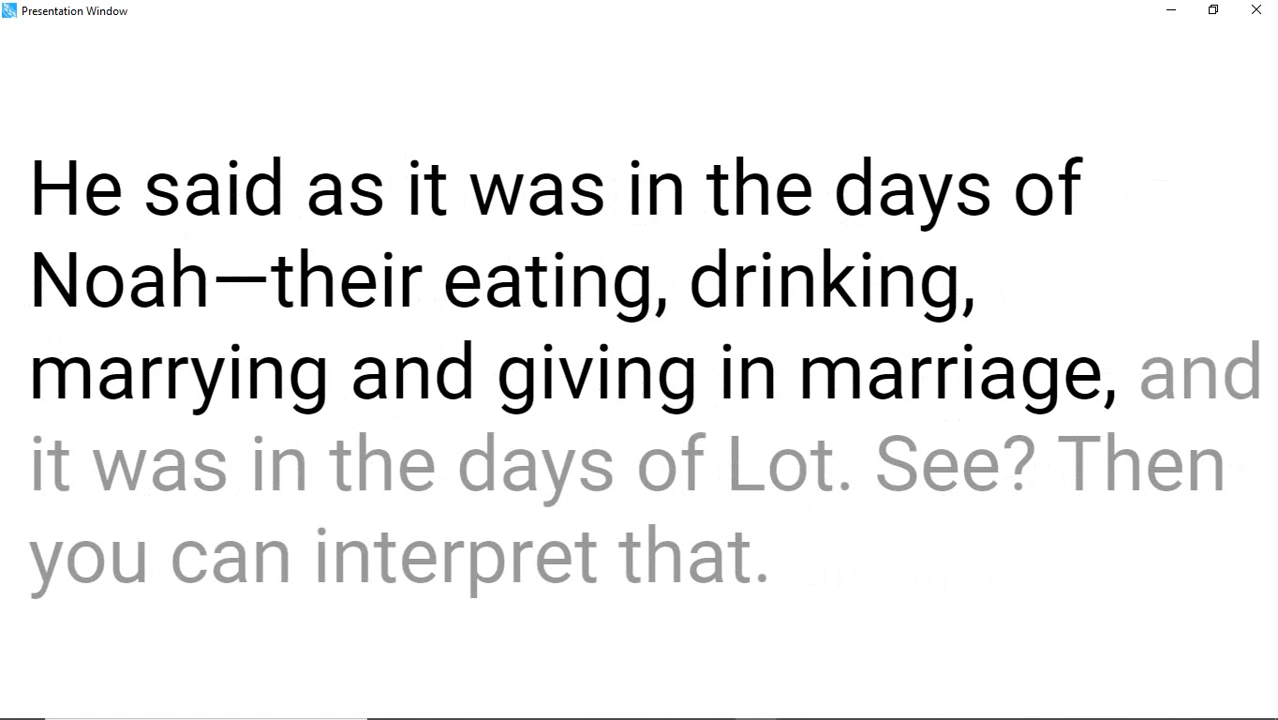 Presentation Window
He said as it was in the days of
Noah—their eating, drinking,
marrying and giving in marriage, and
it was in the days of Lot. See? Then
you can interpret that.